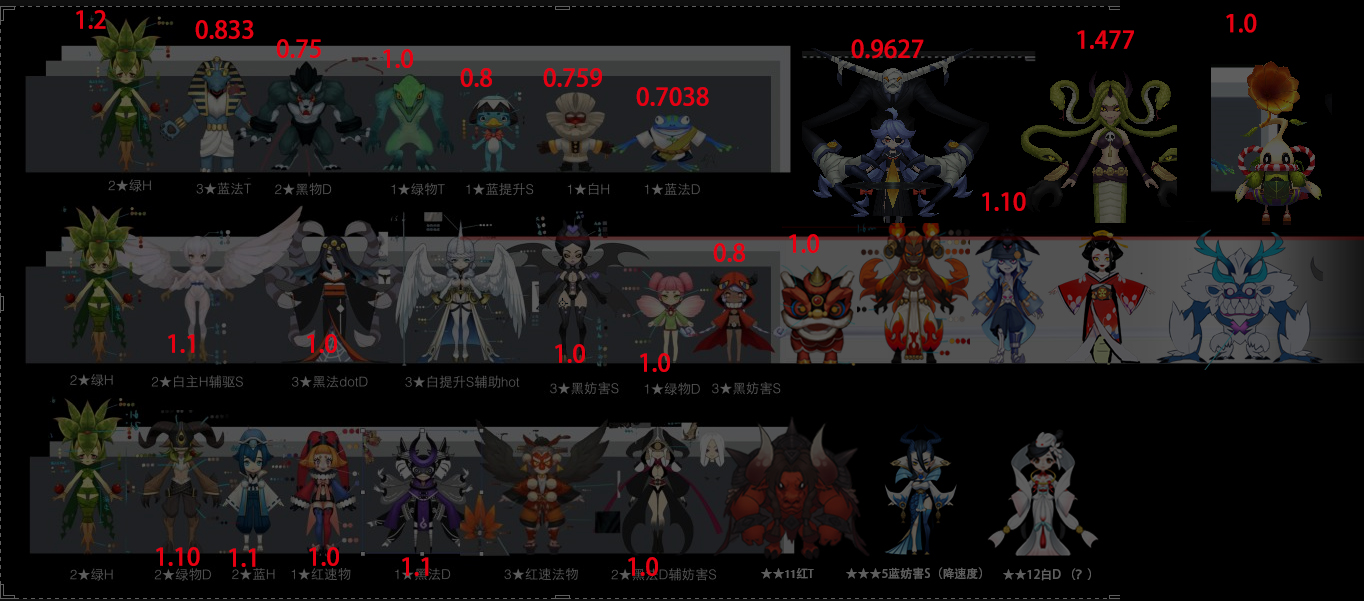 1.2
0.833
0.75
1.0
0.8
0.759
0.7038
0.9627
1.477
1.0
2★绿H
3★蓝法T
2★黑物D
1★绿物T
1★蓝提升S
1★白H
1★蓝法D
1.10
0.8
1.0
1.1
1.0
1.0
1.0
2★绿H
2★白主H辅驱S
3★黑法dotD
3★白提升S辅助hot
3★黑妨害S
1★绿物D
3★黑妨害S
1.10
1.1
1.0
1.1
1.0
2★绿H
2★绿物D
2★蓝H
1★红速物
1★黑法D
3★红速法物
2★黑法D辅妨害S
★★11红T
★★★5蓝妨害S（降速度）
★★12白D（？）